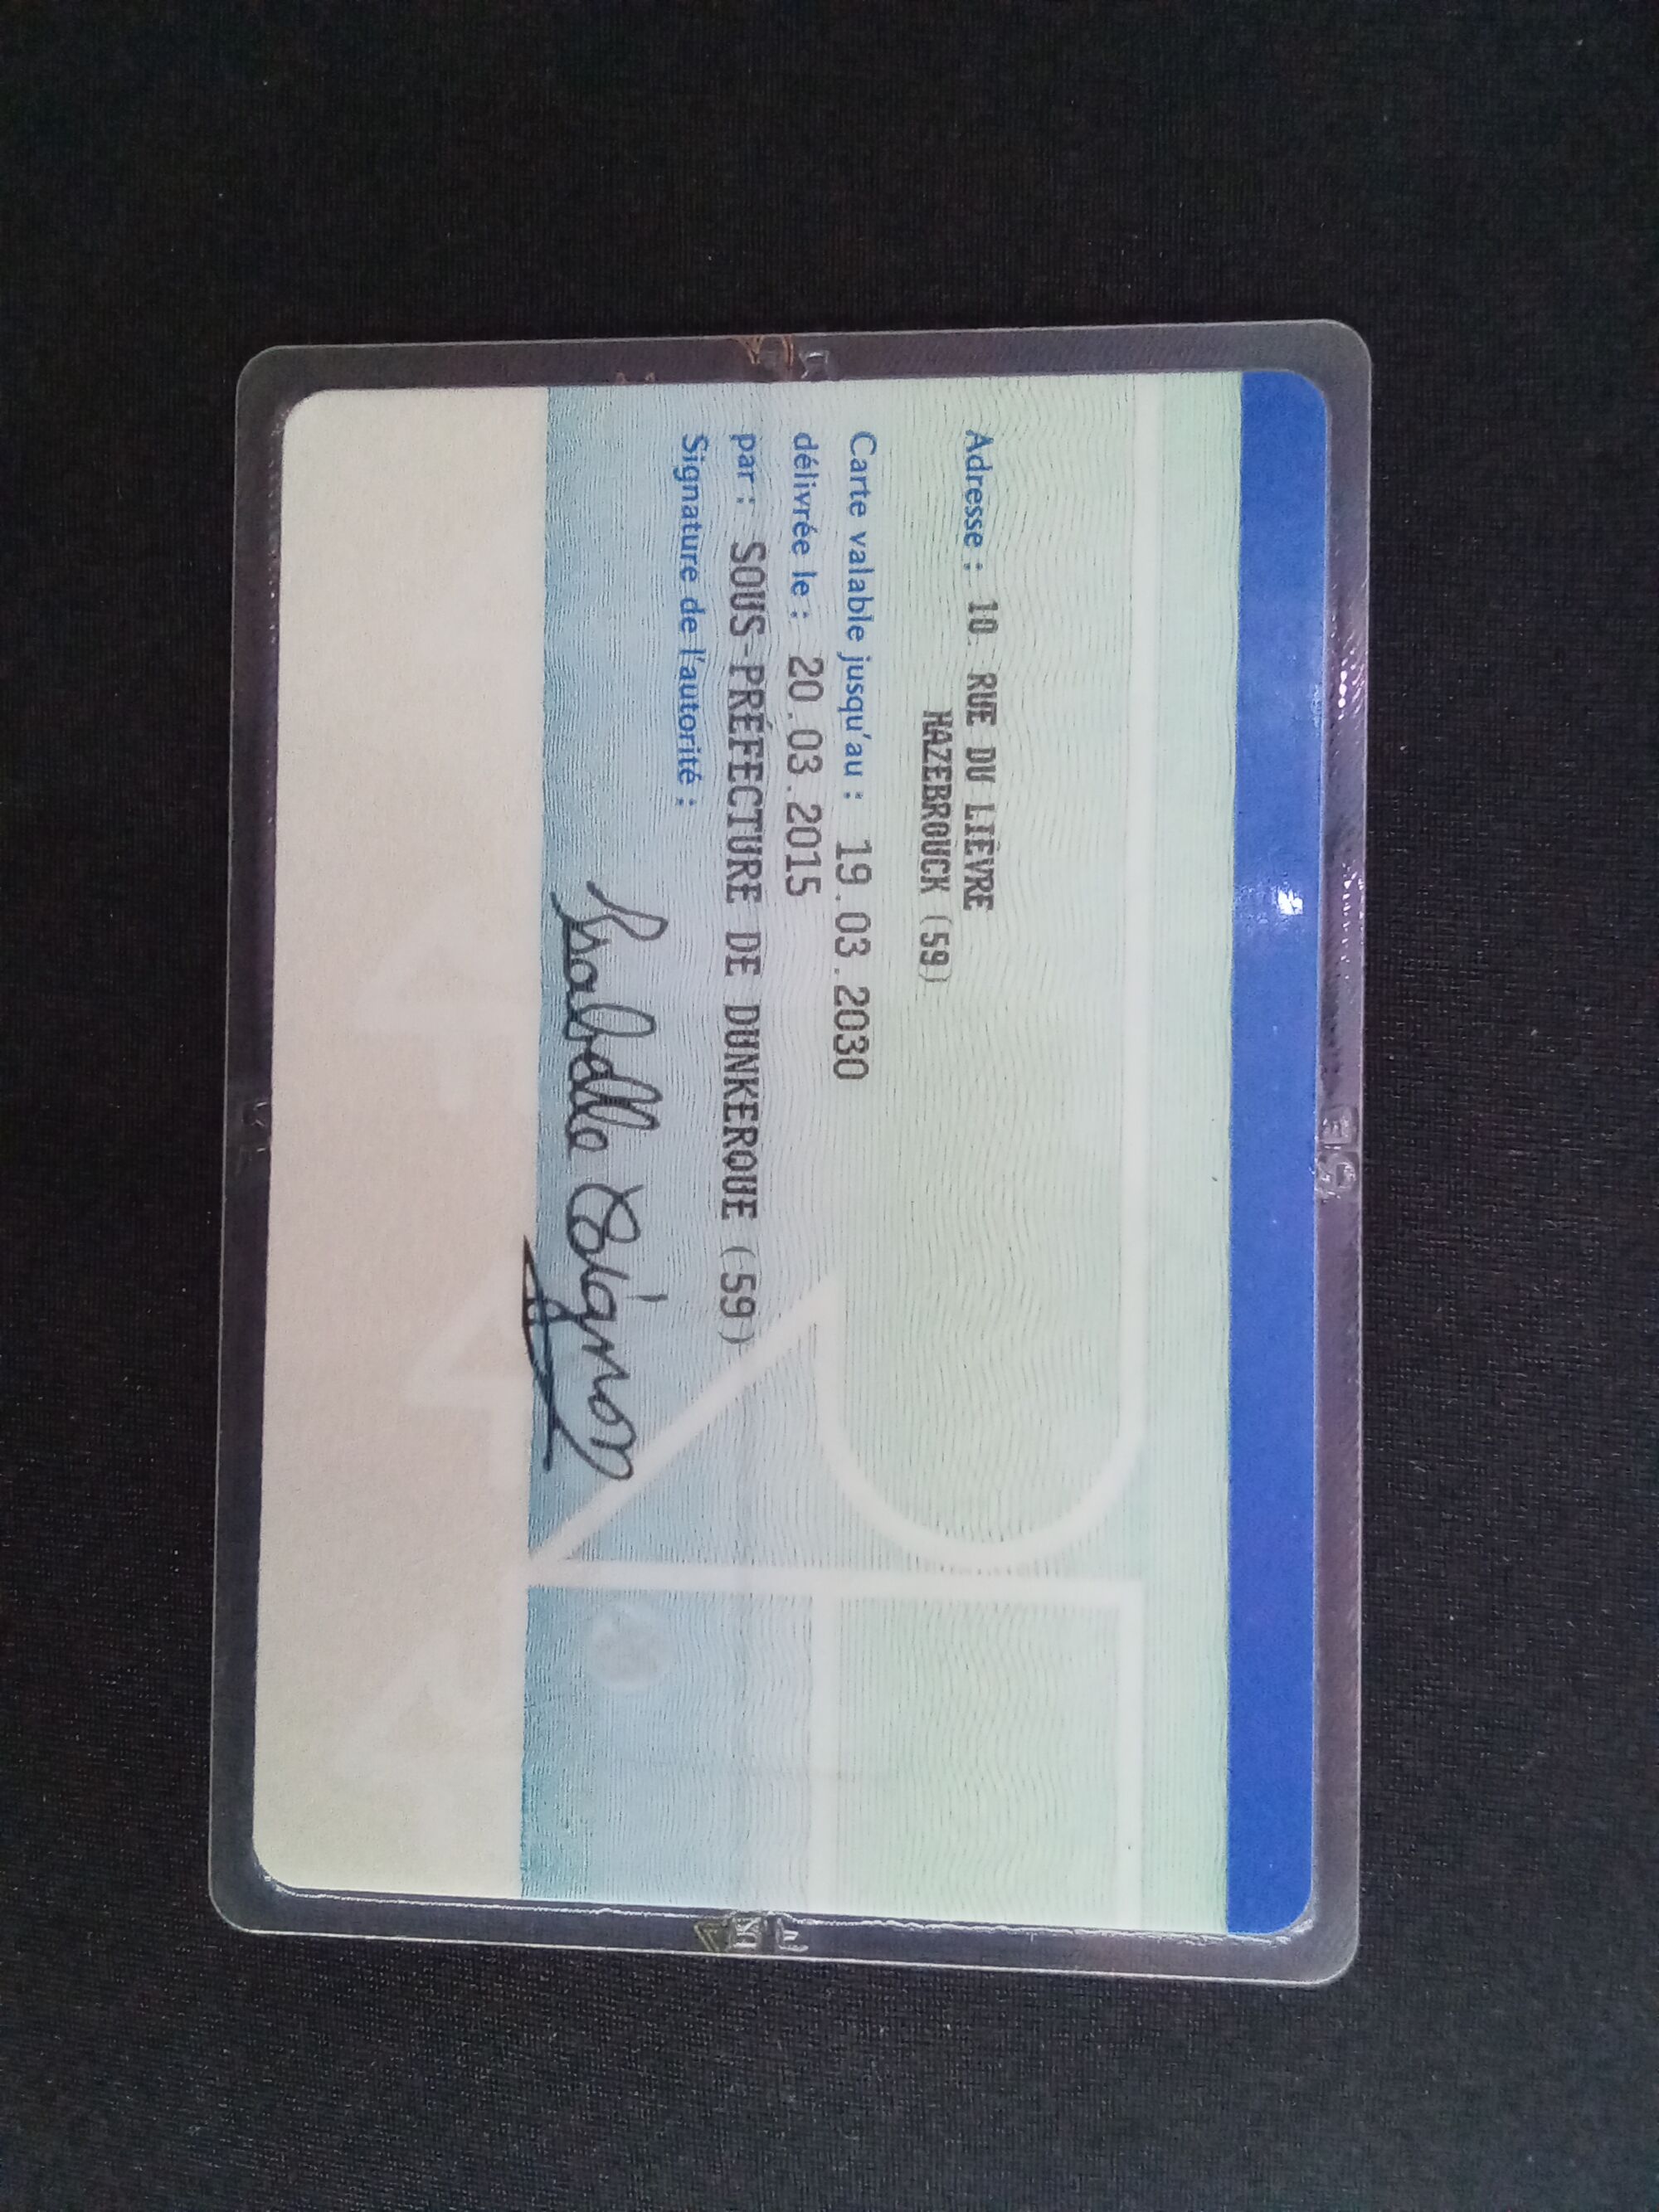 Adresse : 10 RUE DU LIÈVRE
HAZEBROUCK (59)
Carte valable jusqu'au : 19.03.2030
délivrée le : 20.03.2015
par : SOUS-PRÉFECTURE DE DUNKERQUE (59)
Signature de l'autorité :
Isabelle